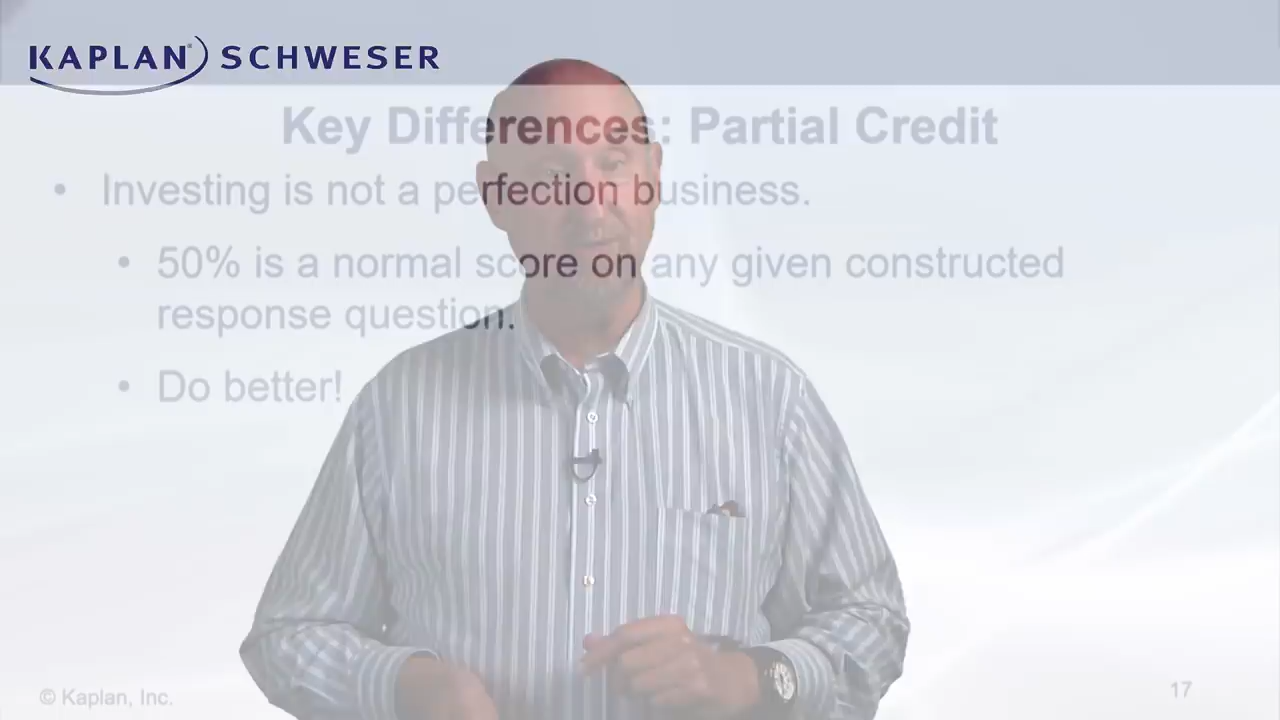 KAPLAN SCHWESER
Key Differences: Partial Credit
• Investing is not a perfection business.
• 50% is a normal score on any given constructed
response question.
• Do better!
© Kaplan, Inc.
17